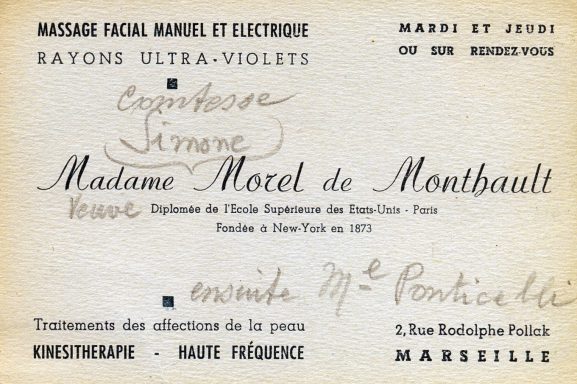 MASSAGE FACIAL MANUEL ET ELECTRIQUE
RAYONS ULTRA-VIOLETS
MARDI ET JEUDI
OU SUR RENDEZ-VOUS
Comtesse
Simone
Madame Morel de Monthault
Veuve
Diplomée de l'Ecole Supérieure des Etats-Unis - Paris
Fondée à New-York en 1873
ensuite Me Ponticelli
Traitements des affections de la peau
KINESITHERAPIE - HAUTE FRÉQUENCE
2, Rue Rodolphe Pollak
MARSEILLE